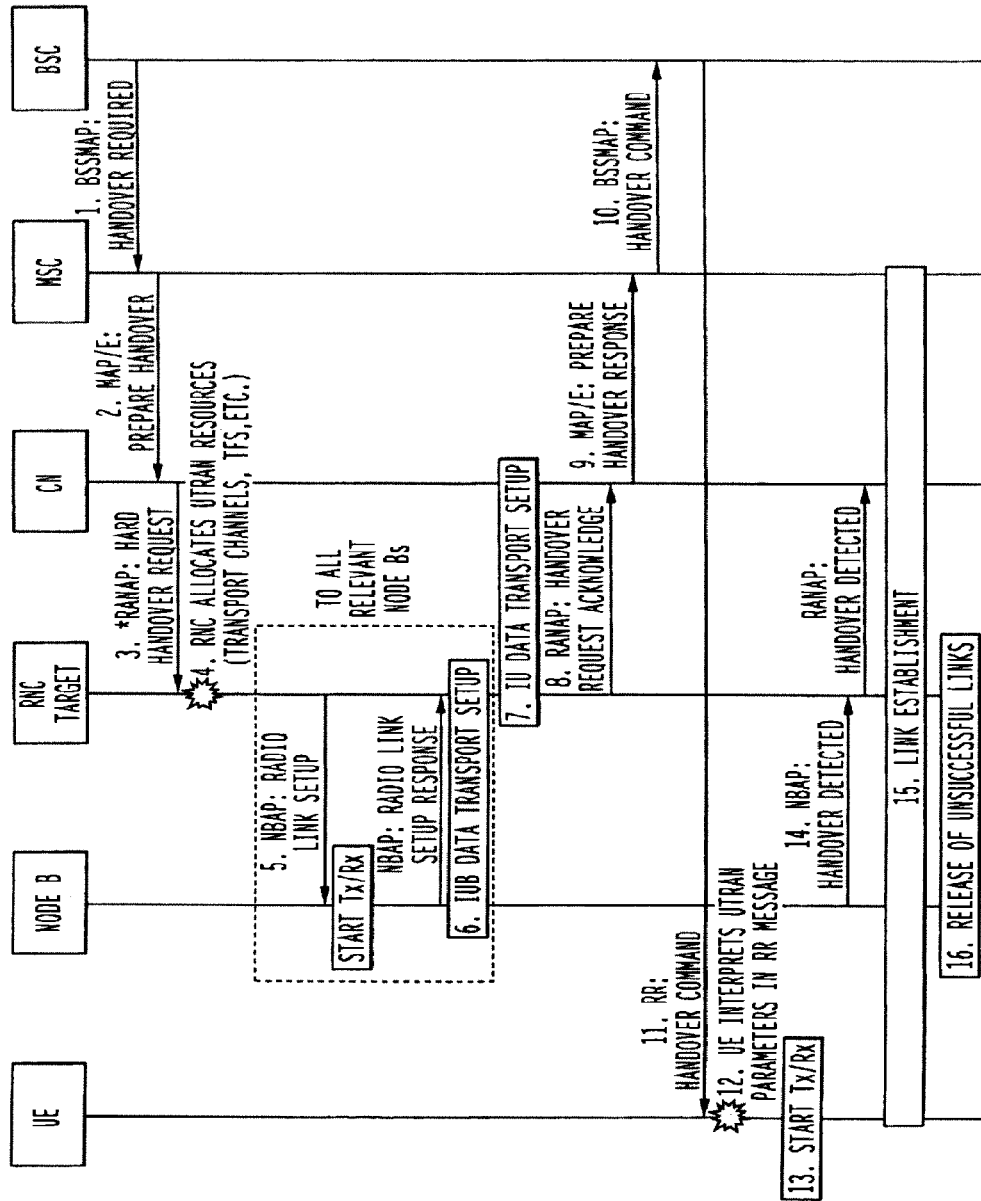 UE
NODE B
RNC
TARGET
CN
MSC
BSC
1. BSSMAP:
HANDOVER REQUIRED
2. MAP/E:
PREPARE HANDOVER
3. *RANAP: HARD
HANDOVER REQUEST
4. RNC ALLOCATES UTRAN RESOURCES
(TRANSPORT CHANNELS, TFS,ETC.)
5. NBAP: RADIO
LINK SETUP
TO ALL
RELEVANT
NODE Bs
START Tx/Rx
NBAP: RADIO LINK
SETUP RESPONSE
6. IUB DATA TRANSPORT SETUP
7. IU DATA TRANSPORT SETUP
8. RANAP: HANDOVER
REQUEST ACKNOWLEDGE
9. MAP/E: PREPARE
HANDOVER RESPONSE
10. BSSMAP:
HANDOVER COMMAND
11. RR:
HANDOVER COMMAND
12. UE INTERPRETS UTRAN
PARAMETERS IN RR MESSAGE
13. START Tx/Rx
14. NBAP:
HANDOVER DETECTED
RANAP:
HANDOVER DETECTED
15. LINK ESTABLISHMENT
16. RELEASE OF UNSUCCESSFUL LINKS